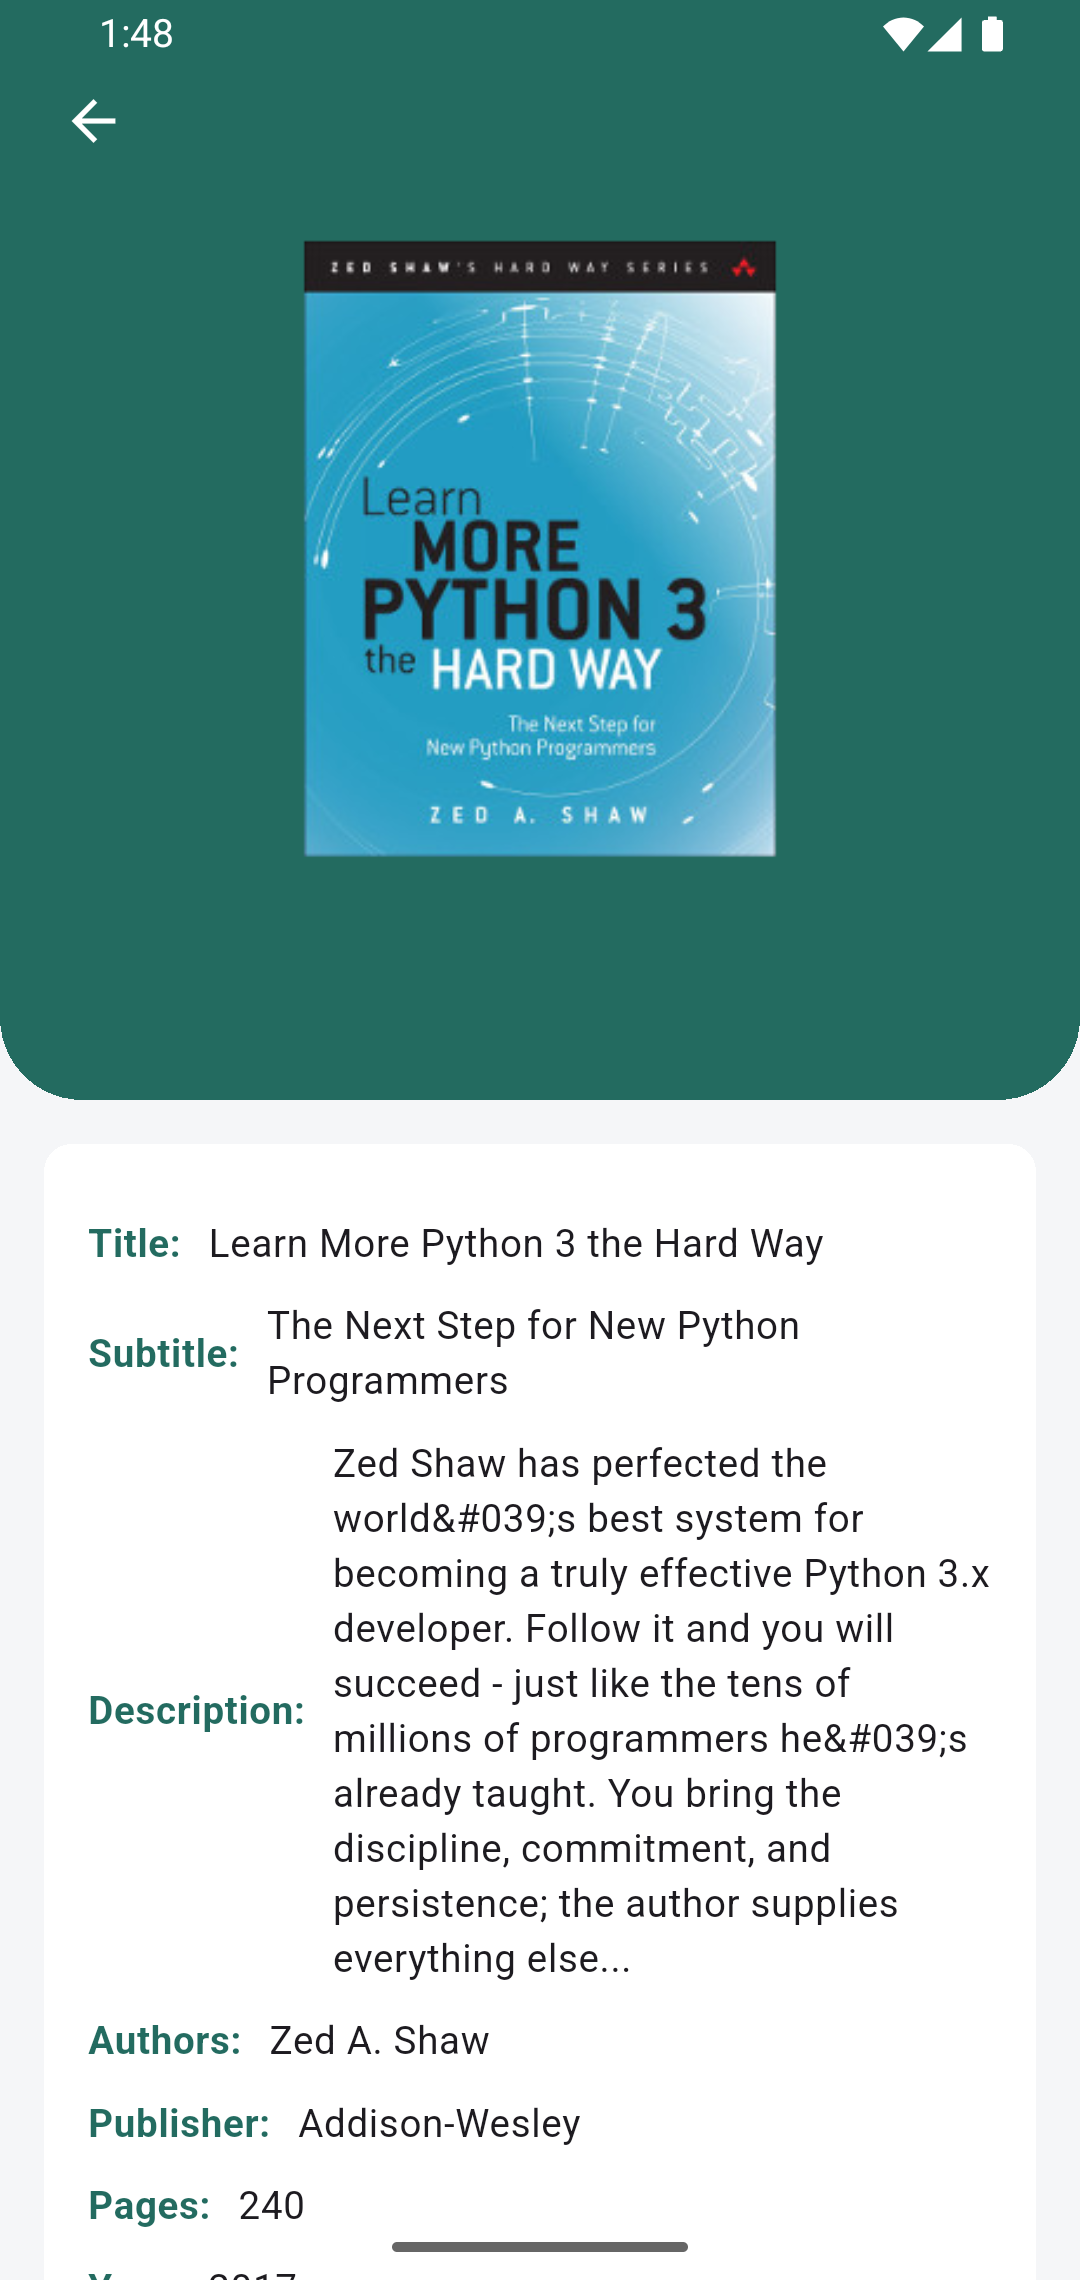 1:48
ZED SHAW'S HARD WAY SERIES
Learn
MORE
PYTHON 3
the HARD WAY
The Next Step for
New Python Programmers
ZED A. SHAW
Title: Learn More Python 3 the Hard Way
Subtitle: The Next Step for New Python
Programmers
Description: Zed Shaw has perfected the
world&#039;s best system for
becoming a truly effective Python 3.x
developer. Follow it and you will
succeed - just like the tens of
millions of programmers he&#039;s
already taught. You bring the
discipline, commitment, and
persistence; the author supplies
everything else...
Authors: Zed A. Shaw
Publisher: Addison-Wesley
Pages: 240